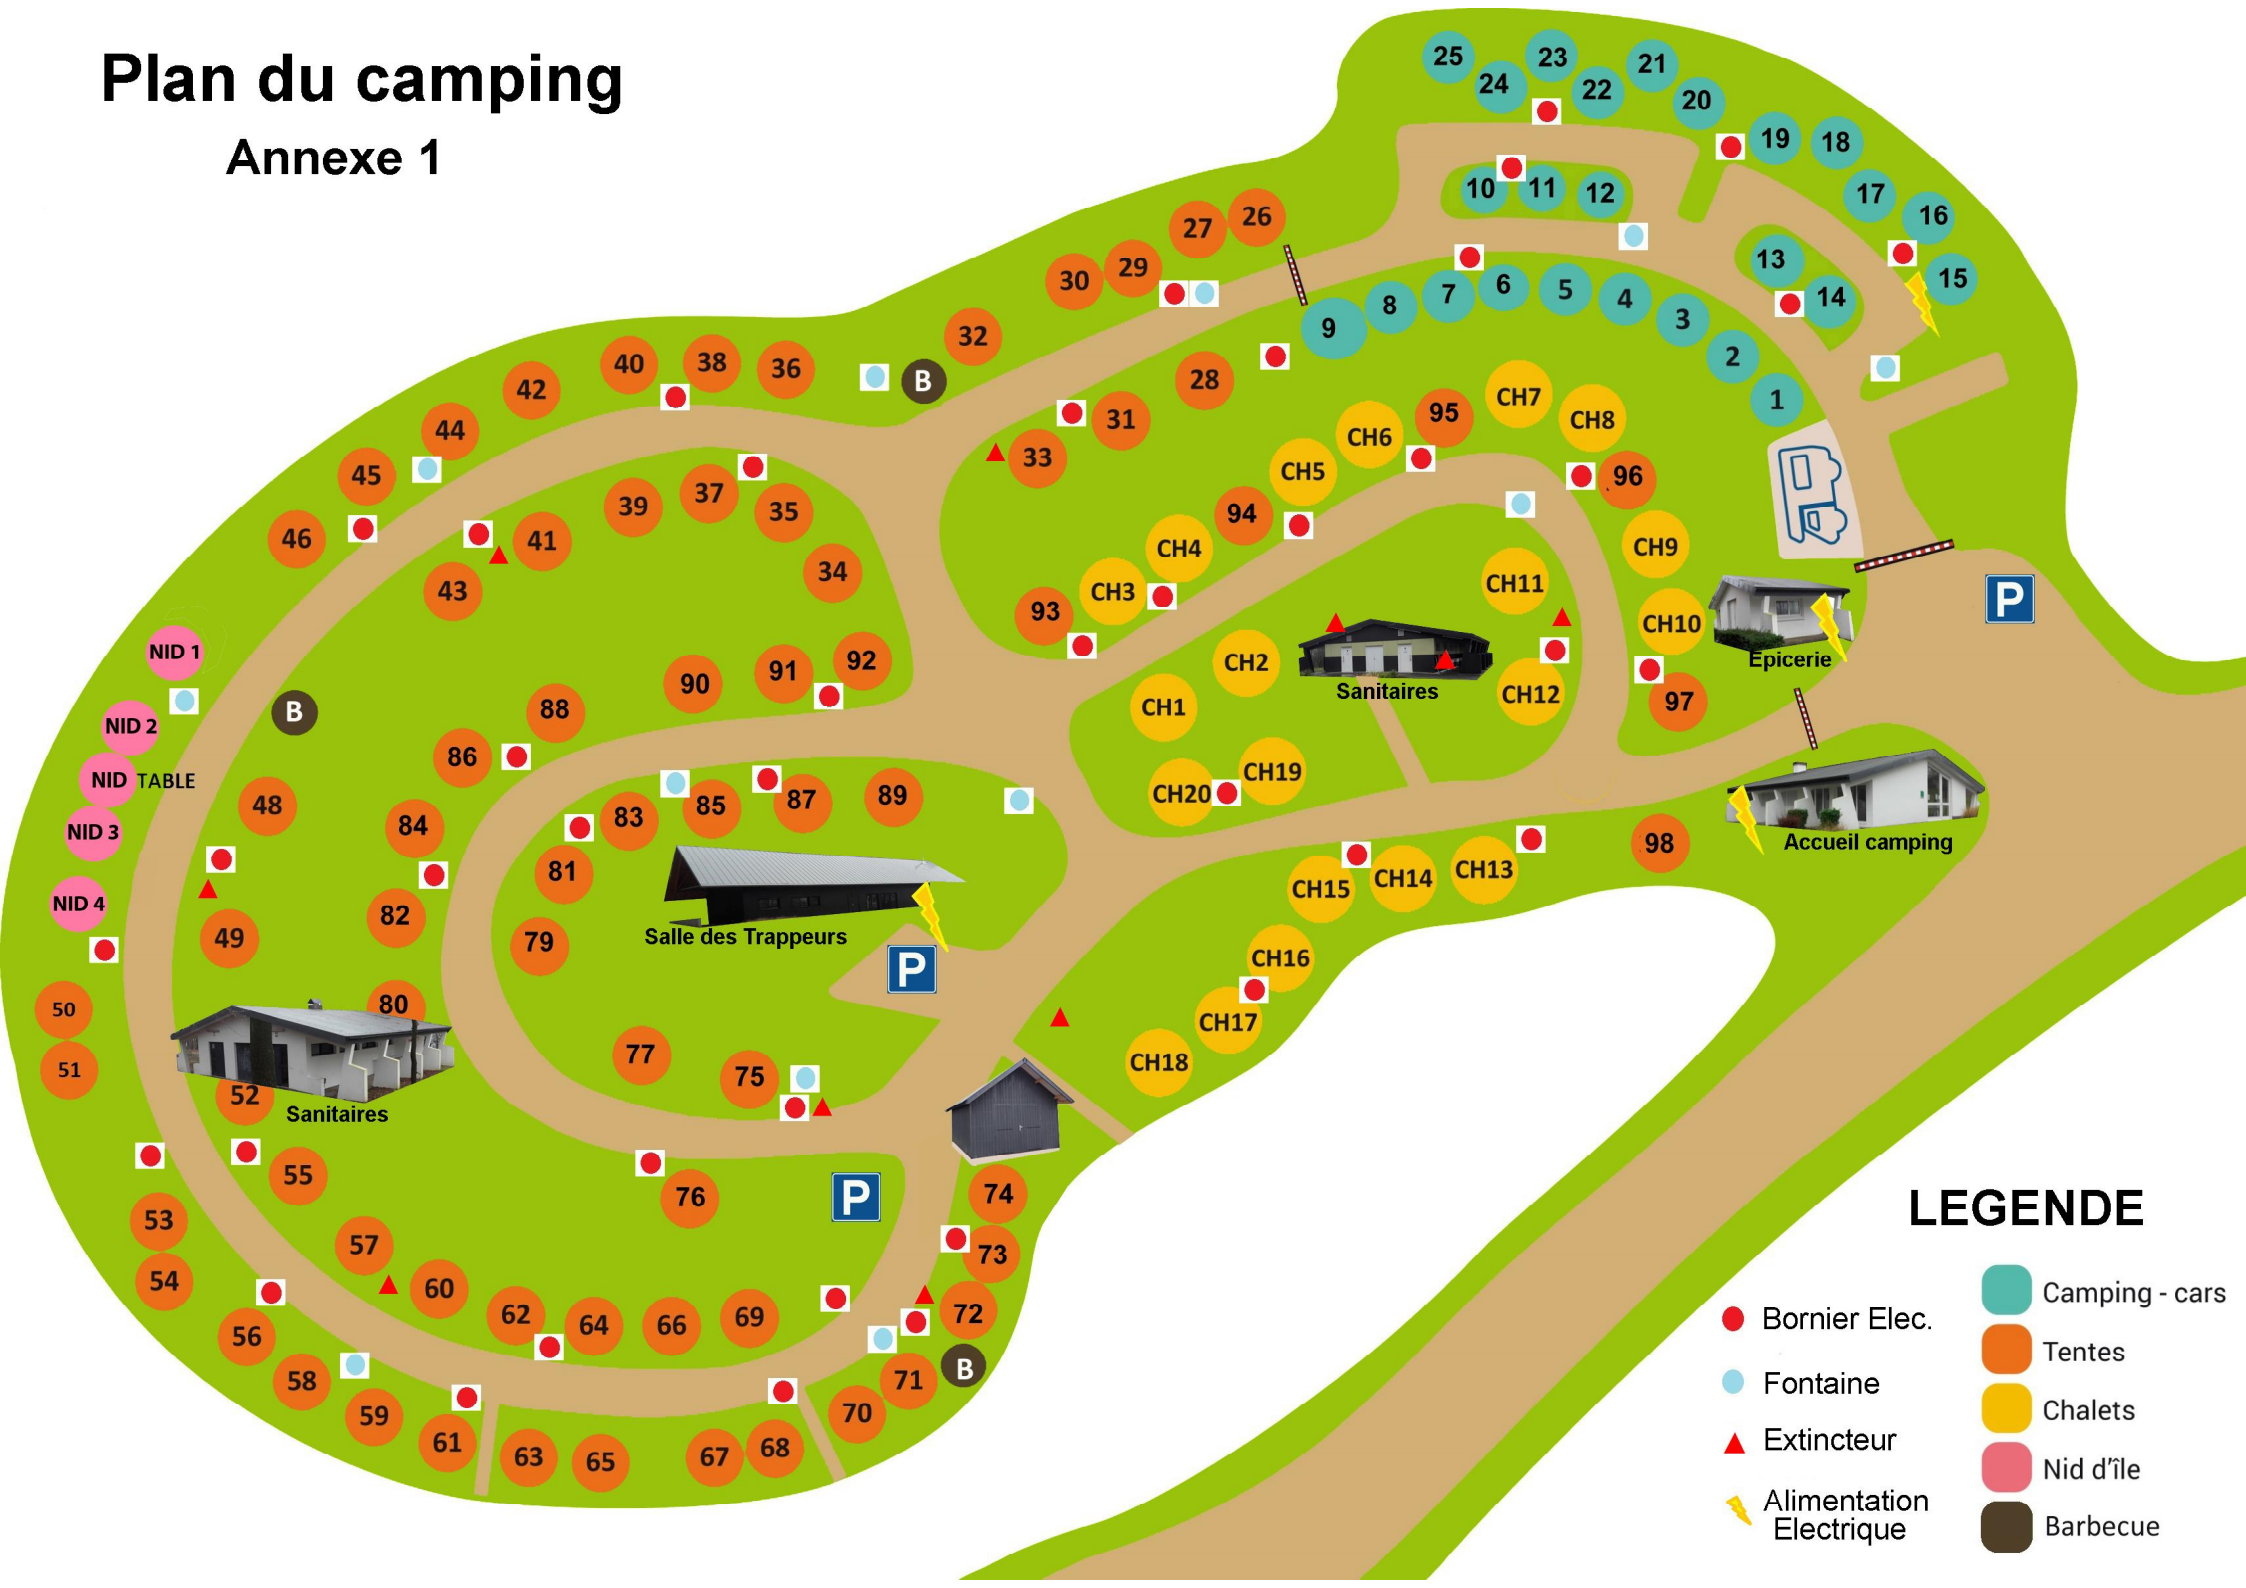 Plan du camping
Annexe 1
25
23
21
24
22
20
19
18
10
11
12
17
16
27
26
13
15
30
29
14
9
8
7
6
5
4
3
2
1
32
40
38
36
B
42
28
CH7
95
CH8
44
31
CH6
33
CH5
96
45
39
37
35
94
46
41
CH4
CH9
43
34
CH3
CH11
P
93
CH10
Epicerie
NID 1
CH2
Sanitaires
92
91
90
CH12
97
NID 2
B
88
CH1
86
NID TABLE
CH19
CH20
48
83
85
87
89
NID 3
84
98
Accueil camping
81
CH15
CH14
CH13
NID 4
82
49
79
Salle des Trappeurs
CH16
P
50
80
CH17
51
77
75
CH18
52
Sanitaires
55
76
P
74
53
57
73
54
60
62
64
66
69
72
56
58
71
B
59
70
61
63
65
67
68
LEGENDE
Bornier Elec.
Fontaine
Extincteur
Alimentation
Electrique
Camping - cars
Tentes
Chalets
Nid d'île
Barbecue